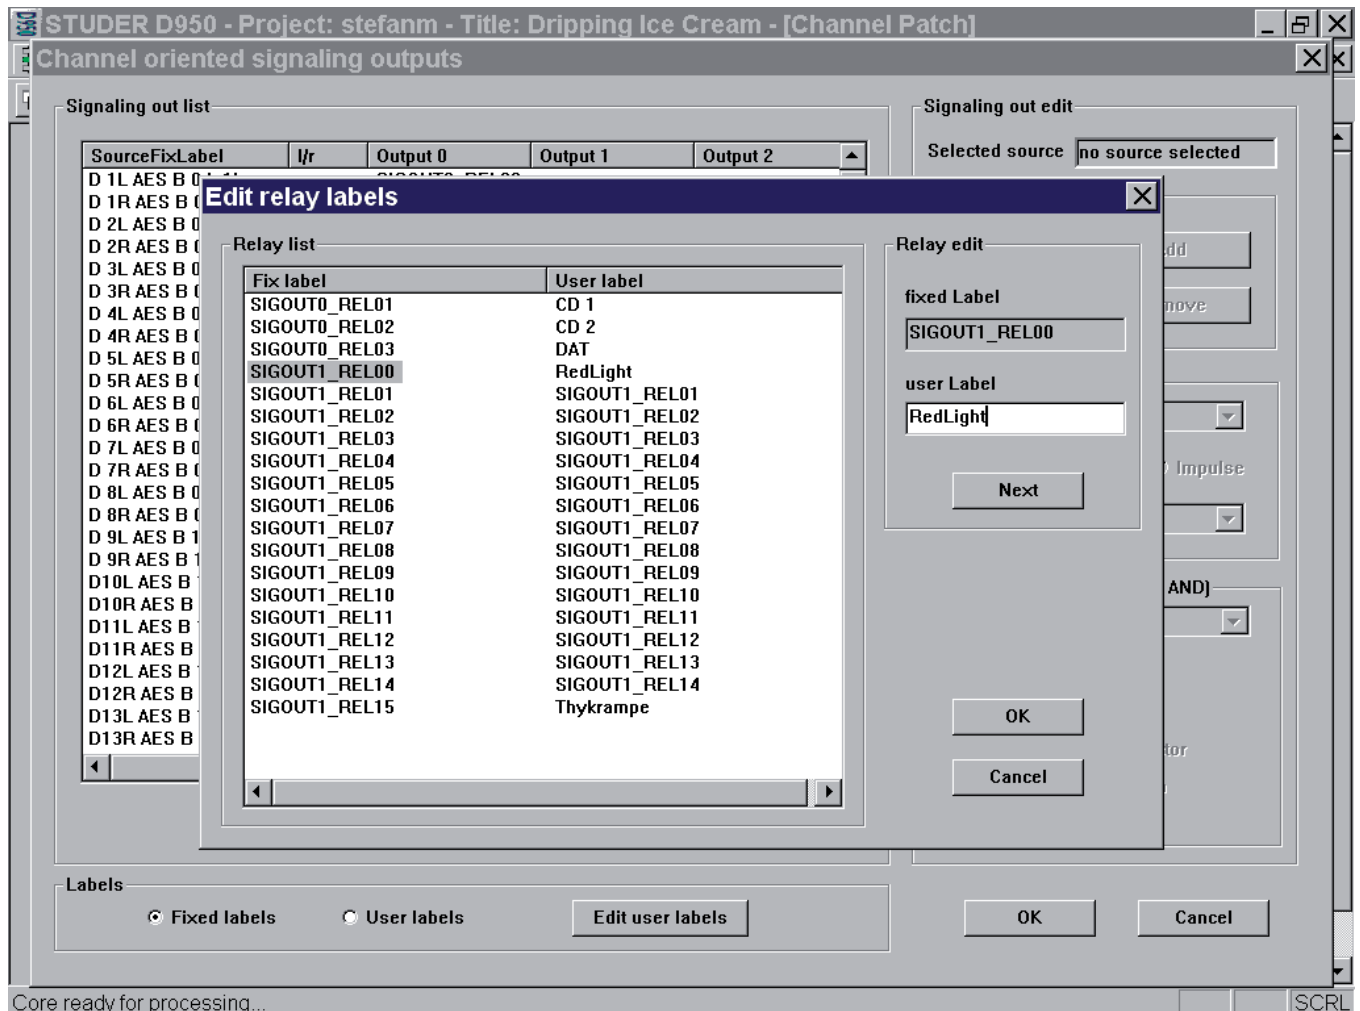 STUDER D950 - Project: stefanm - Title: Dripping Ice Cream - [Channel Patch]
Channel oriented signaling outputs
Signaling out list
Signaling out edit
Selected source no source selected
SourceFixLabel l/r Output 0 Output 1 Output 2
D 1L AES B
D 1R AES B
D 2L AES B
D 2R AES B
D 3L AES B
D 3R AES B
D 4L AES B
D 4R AES B
D 5L AES B
D 5R AES B
D 6L AES B
D 6R AES B
D 7L AES B
D 7R AES B
D 8L AES B
D 8R AES B
D 9L AES B 1
D 9R AES B 1
D10L AES B
D10R AES B
D11L AES B
D11R AES B
D12L AES B
D12R AES B
D13L AES B
D13R AES B
Edit relay labels
Relay list
Fix label User label
SIGOUT0_REL01 CD 1
SIGOUT0_REL02 CD 2
SIGOUT0_REL03 DAT
SIGOUT1_REL00 RedLight
SIGOUT1_REL01 SIGOUT1_REL01
SIGOUT1_REL02 SIGOUT1_REL02
SIGOUT1_REL03 SIGOUT1_REL03
SIGOUT1_REL04 SIGOUT1_REL04
SIGOUT1_REL05 SIGOUT1_REL05
SIGOUT1_REL06 SIGOUT1_REL06
SIGOUT1_REL07 SIGOUT1_REL07
SIGOUT1_REL08 SIGOUT1_REL08
SIGOUT1_REL09 SIGOUT1_REL09
SIGOUT1_REL10 SIGOUT1_REL10
SIGOUT1_REL11 SIGOUT1_REL11
SIGOUT1_REL12 SIGOUT1_REL12
SIGOUT1_REL13 SIGOUT1_REL13
SIGOUT1_REL14 SIGOUT1_REL14
SIGOUT1_REL15 Thykrampe
Relay edit
fixed Label
SIGOUT1_REL00
user Label
RedLight
Next
OK
Cancel
Impulse
AND)
Labels
Fixed labels User labels Edit user labels
OK Cancel
Core ready for processing...
SCRL